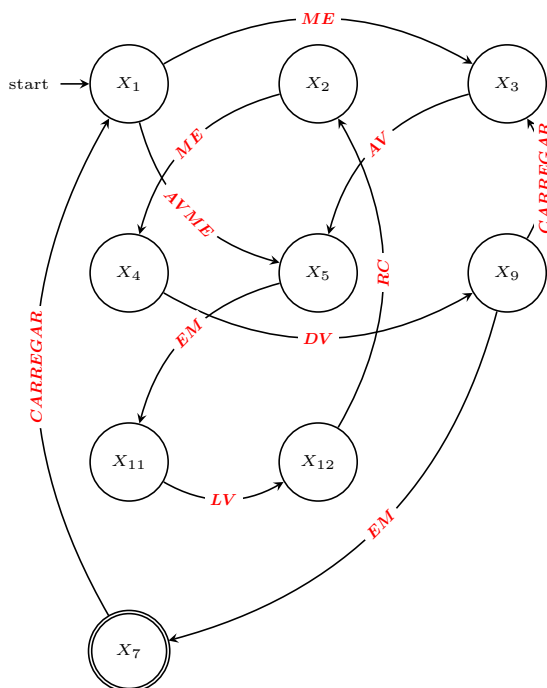 ME
start X1 X2 X3
ME AV CARREGAR
AVME
X4 X5 X9
RC
EM DV
CARREGAR
X11 X12
LV
EM
X7